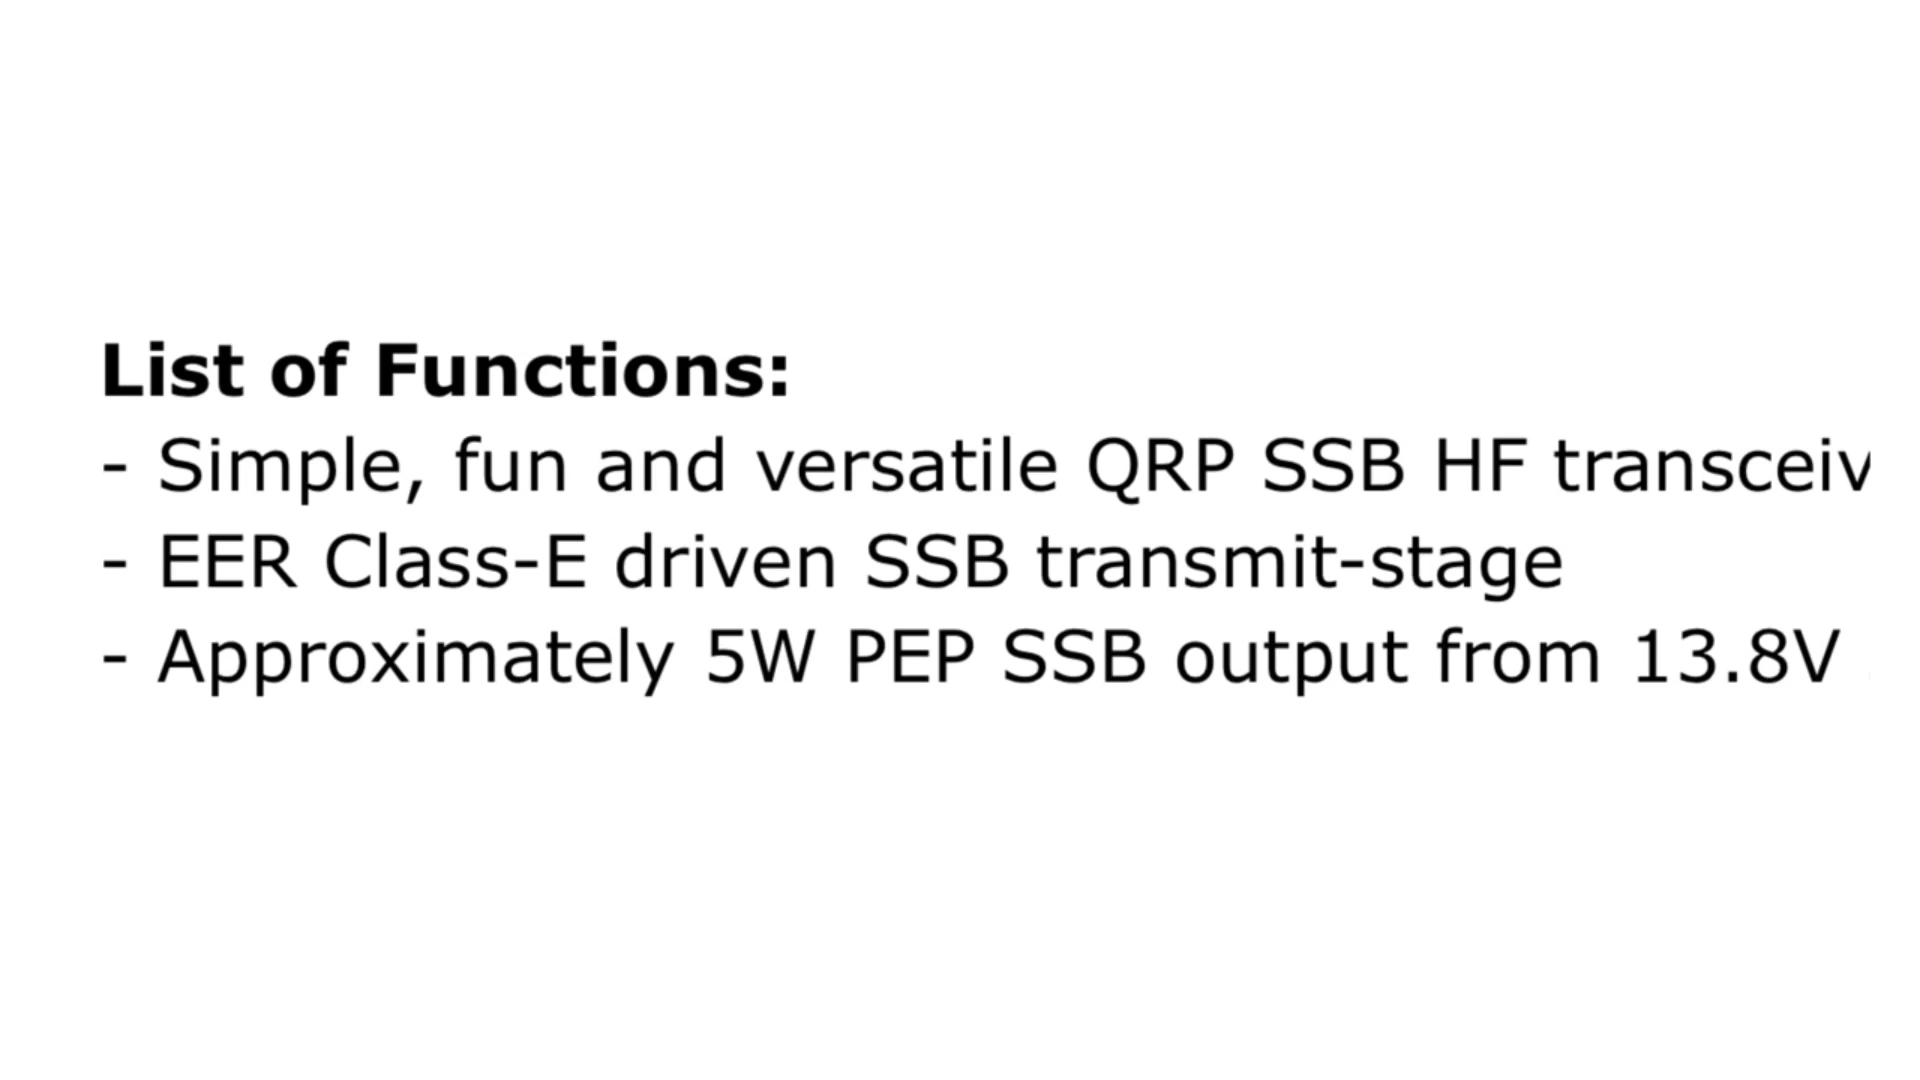 List of Functions:
- Simple, fun and versatile QRP SSB HF transceiv
- EER Class-E driven SSB transmit-stage
- Approximately 5W PEP SSB output from 13.8V